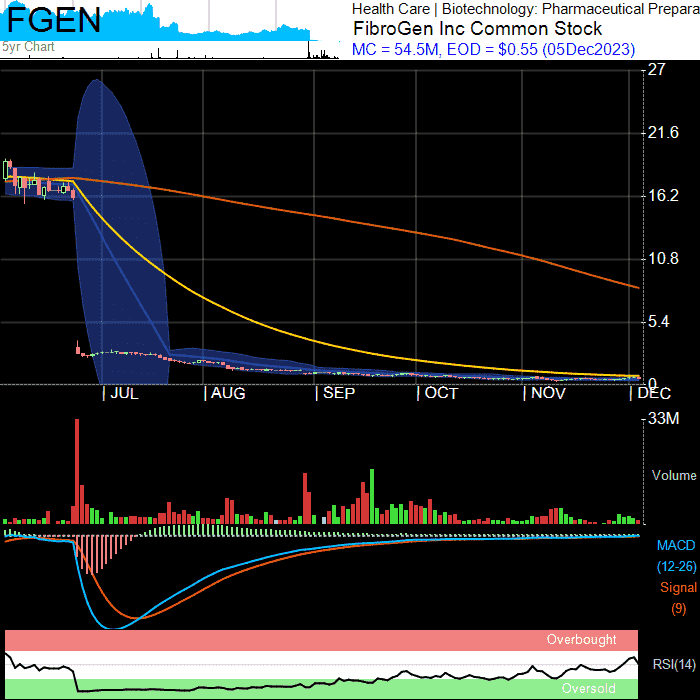 FGEN
5yr Chart
Health Care | Biotechnology: Pharmaceutical Prepara
FibroGen Inc Common Stock
MC = 54.5M, EOD = $0.55 (05Dec2023)
27
21.6
16.2
10.8
5.4
0
JUL
AUG
SEP
OCT
NOV
DEC
33M
Volume
MACD
(12-26)
Signal
(9)
Overbought
RSI(14)
Oversold